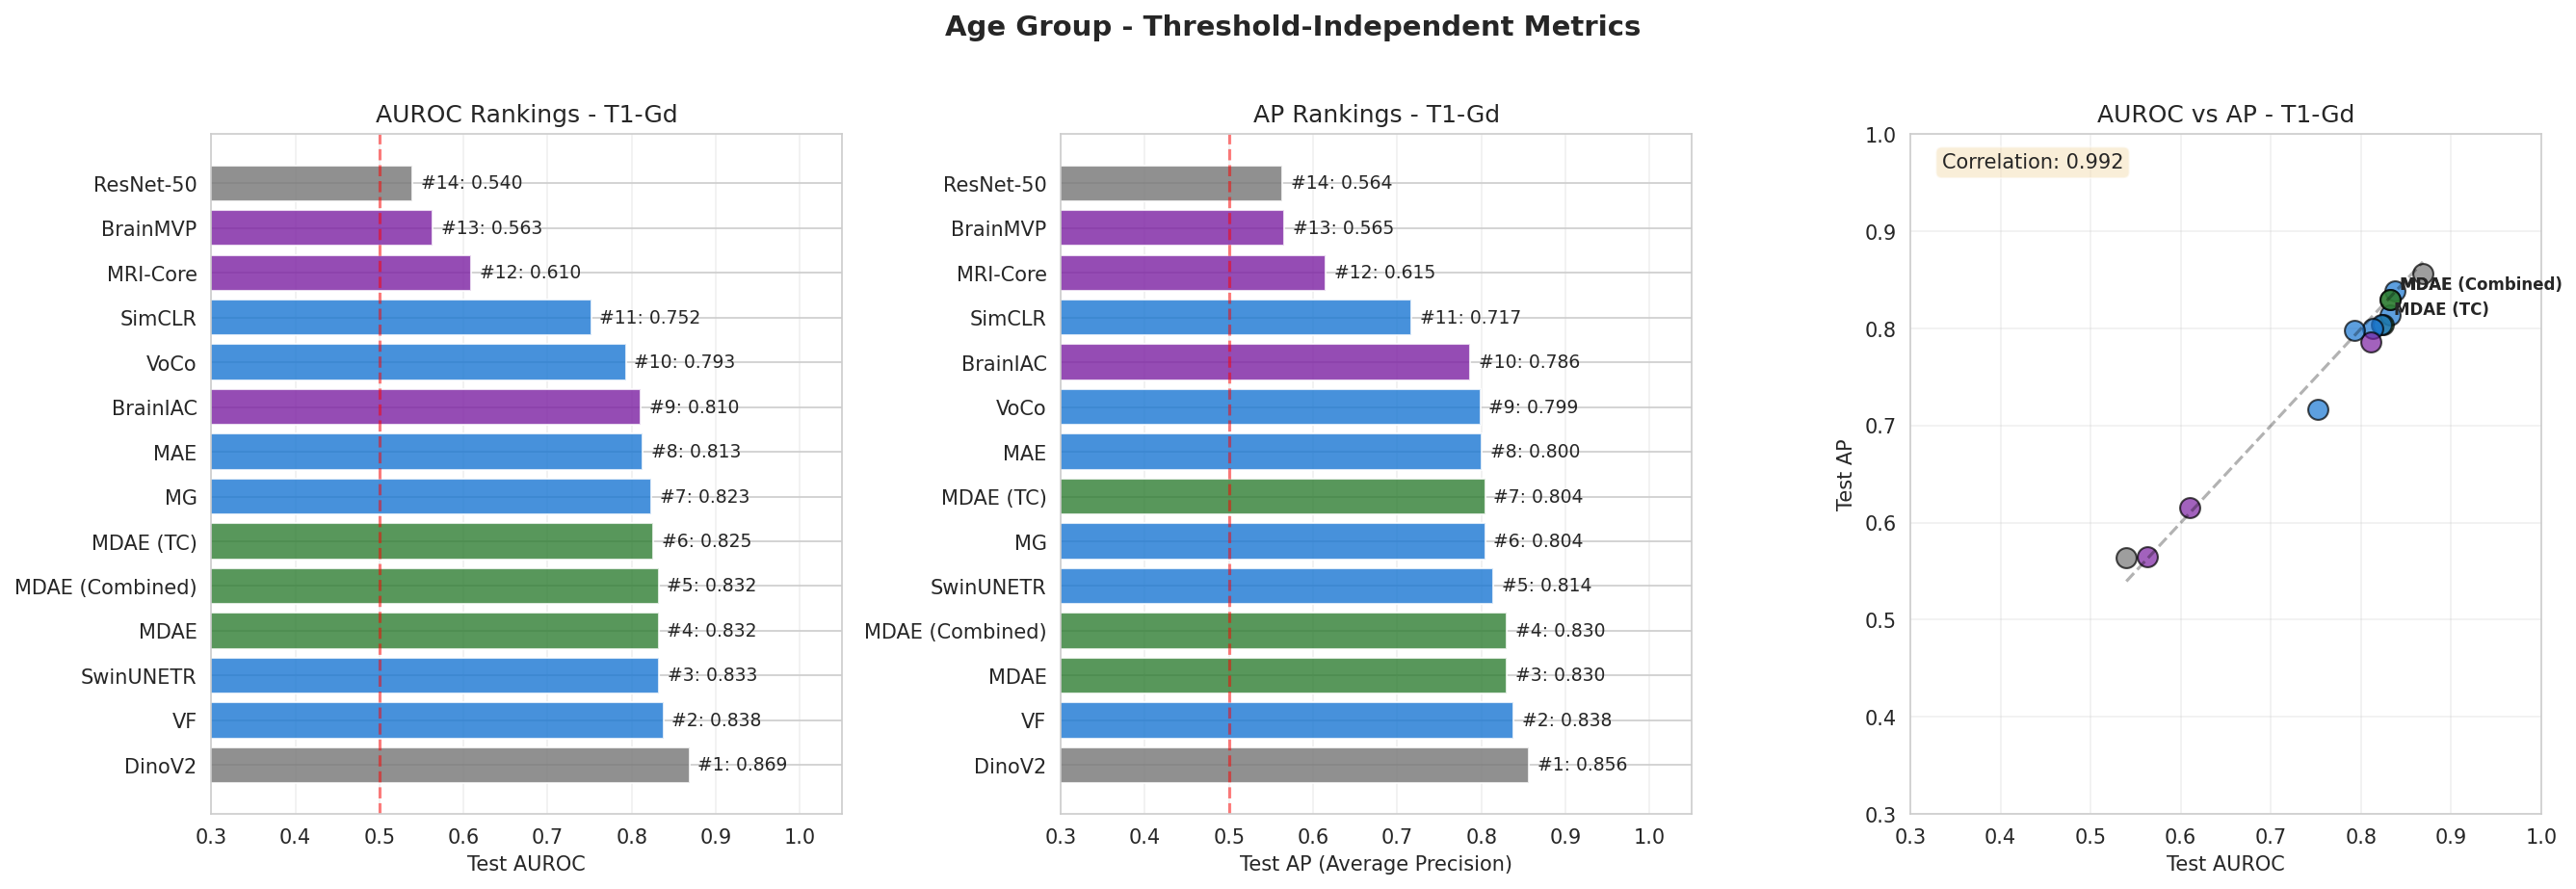 Age Group - Threshold-Independent Metrics
AUROC Rankings - T1-Gd
ResNet-50 #14: 0.540
BrainMVP #13: 0.563
MRI-Core #12: 0.610
SimCLR #11: 0.752
VoCo #10: 0.793
BrainIAC #9: 0.810
MAE #8: 0.813
MG #7: 0.823
MDAE (TC) #6: 0.825
MDAE (Combined) #5: 0.832
MDAE #4: 0.832
SwinUNETR #3: 0.833
VF #2: 0.838
DinoV2 #1: 0.869
0.3 0.4 0.5 0.6 0.7 0.8 0.9 1.0
Test AUROC
AP Rankings - T1-Gd
ResNet-50 #14: 0.564
BrainMVP #13: 0.565
MRI-Core #12: 0.615
SimCLR #11: 0.717
BrainIAC #10: 0.786
VoCo #9: 0.799
MAE #8: 0.800
MDAE (TC) #7: 0.804
MG #6: 0.804
SwinUNETR #5: 0.814
MDAE (Combined) #4: 0.830
MDAE #3: 0.830
VF #2: 0.838
DinoV2 #1: 0.856
0.3 0.4 0.5 0.6 0.7 0.8 0.9 1.0
Test AP (Average Precision)
AUROC vs AP - T1-Gd
Correlation: 0.992
1.0
0.9
0.8
0.7
0.6
0.5
0.4
0.3
Test AP
MDAE (Combined)
MDAE
MDAE (TC)
0.3 0.4 0.5 0.6 0.7 0.8 0.9 1.0
Test AUROC